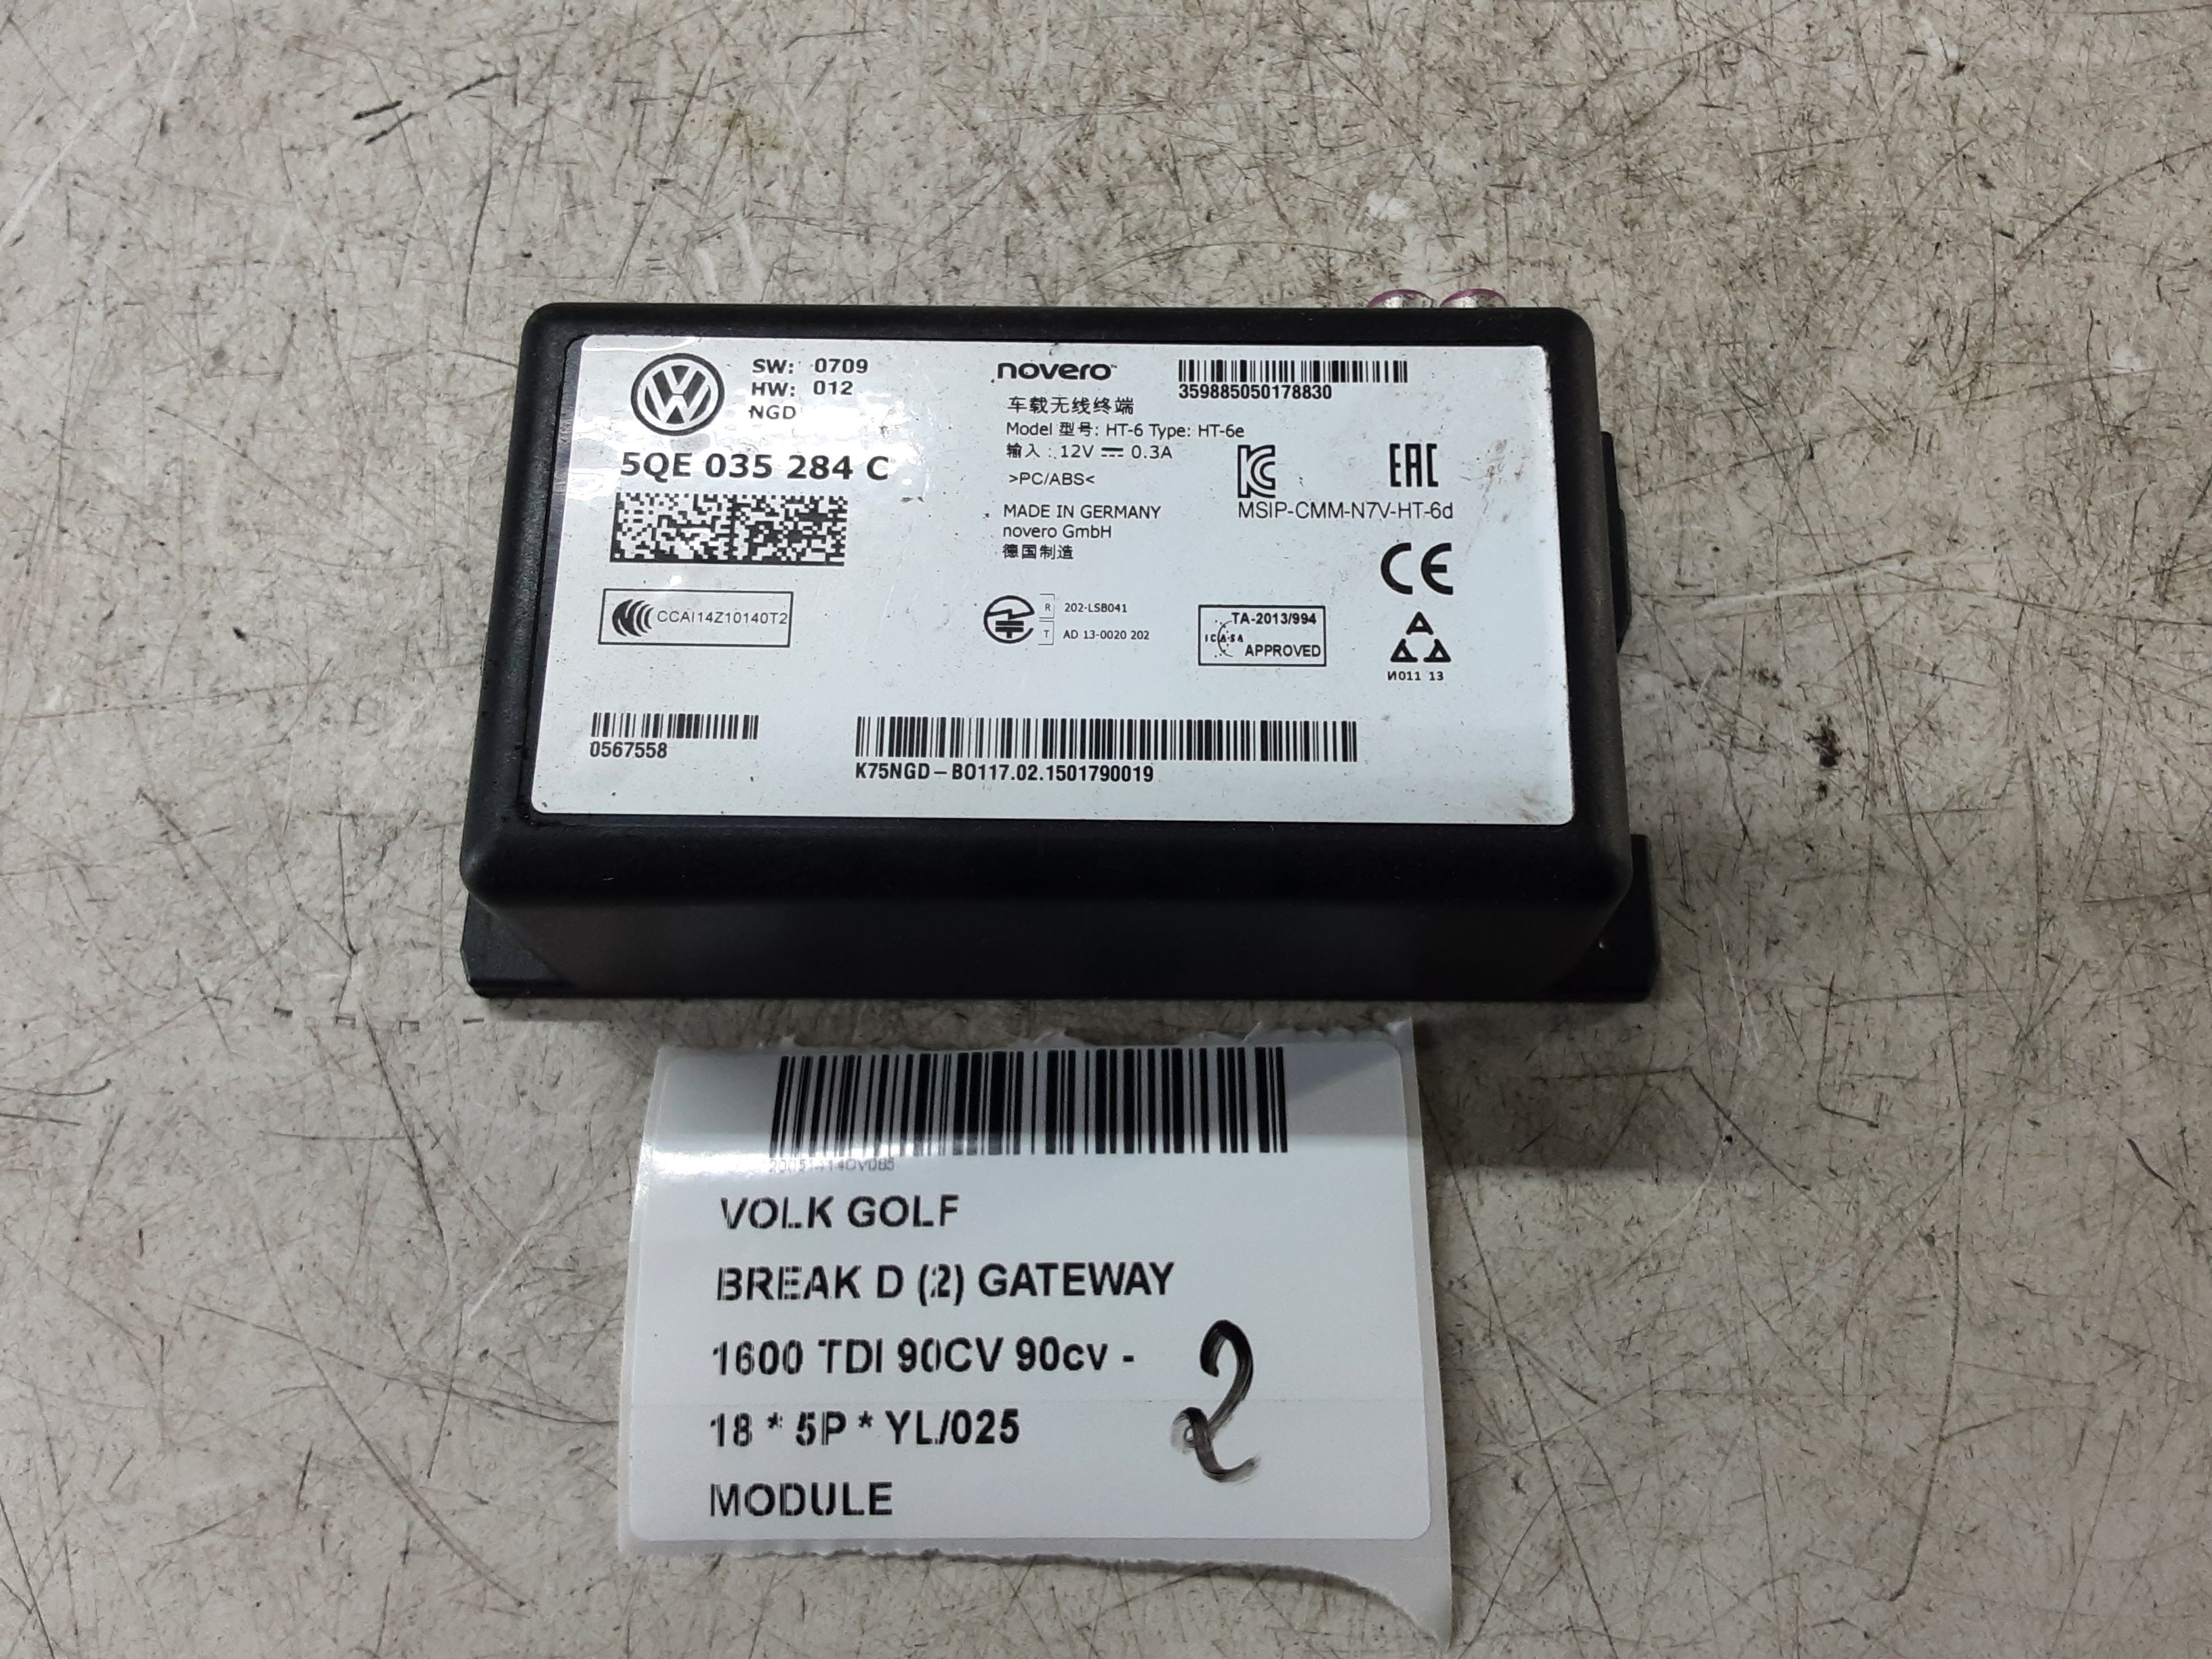 SW: 0709
HW: 012
NGD
5QE 035 284 C
CCAI14Z10140T2
0567558
novero
359885050178830
车载无线终端
Model 型号: HT-6 Type: HT-6e
输入 : 12V 0.3A
>PC/ABS<
MADE IN GERMANY
novero GmbH
德国制造
EAC
MSIP-CMM-N7V-HT-6d
CE
R 202-LSB041
T AD 13-0020 202
TA-2013/994
ICASA
APPROVED
И011 13
K75NGD-BO117.02.1501790019
VOLK GOLF
BREAK D (2) GATEWAY
1600 TDI 90CV 90cv -
18 * 5P * YL/025
MODULE
2